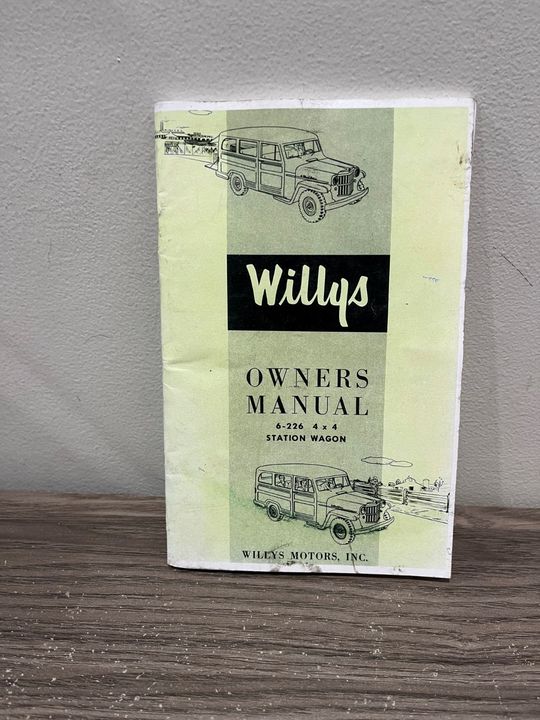 Willys
OWNERS
MANUAL
6-226 4 x 4
STATION WAGON
WILLYS MOTORS, INC.